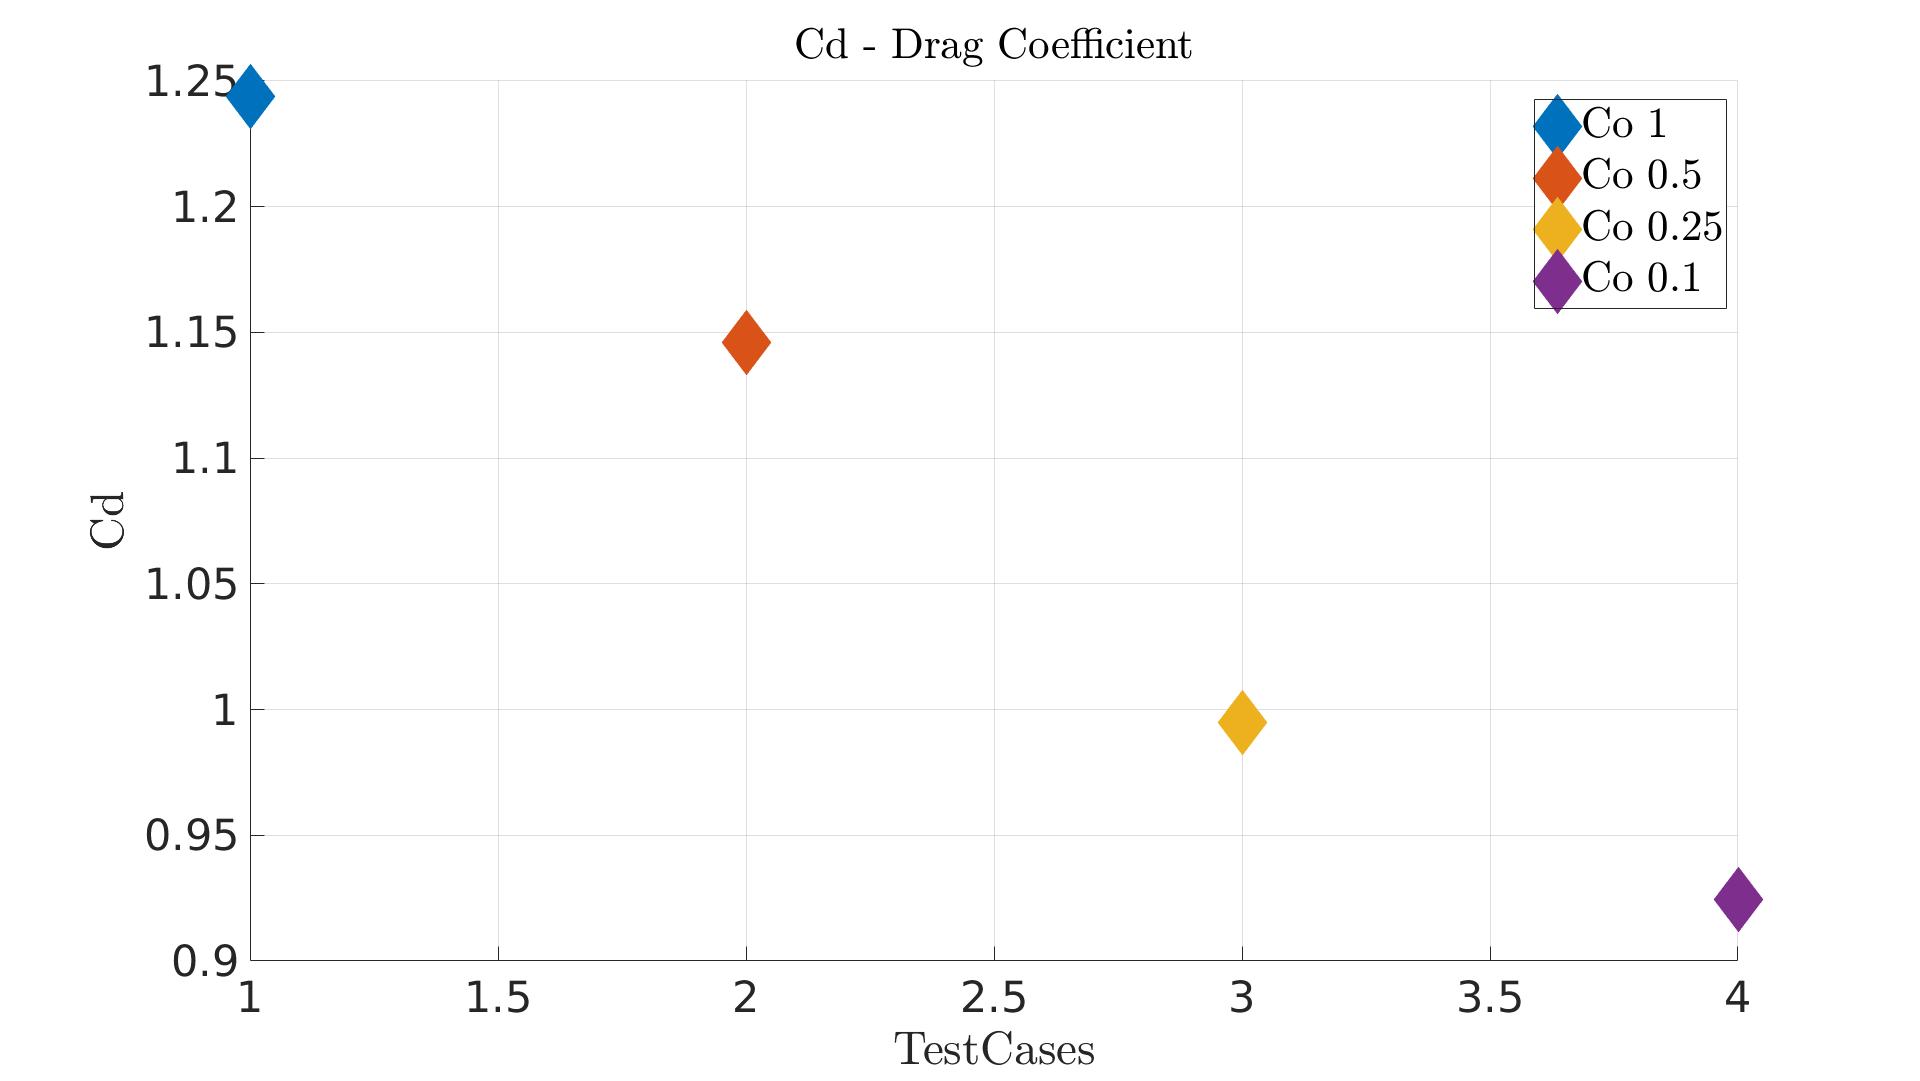 Cd - Drag Coefficient
1.25
1.2
1.15
1.1
1.05
1
0.95
0.9
Cd
Co 1
Co 0.5
Co 0.25
Co 0.1
1 1.5 2 2.5 3 3.5 4
TestCases